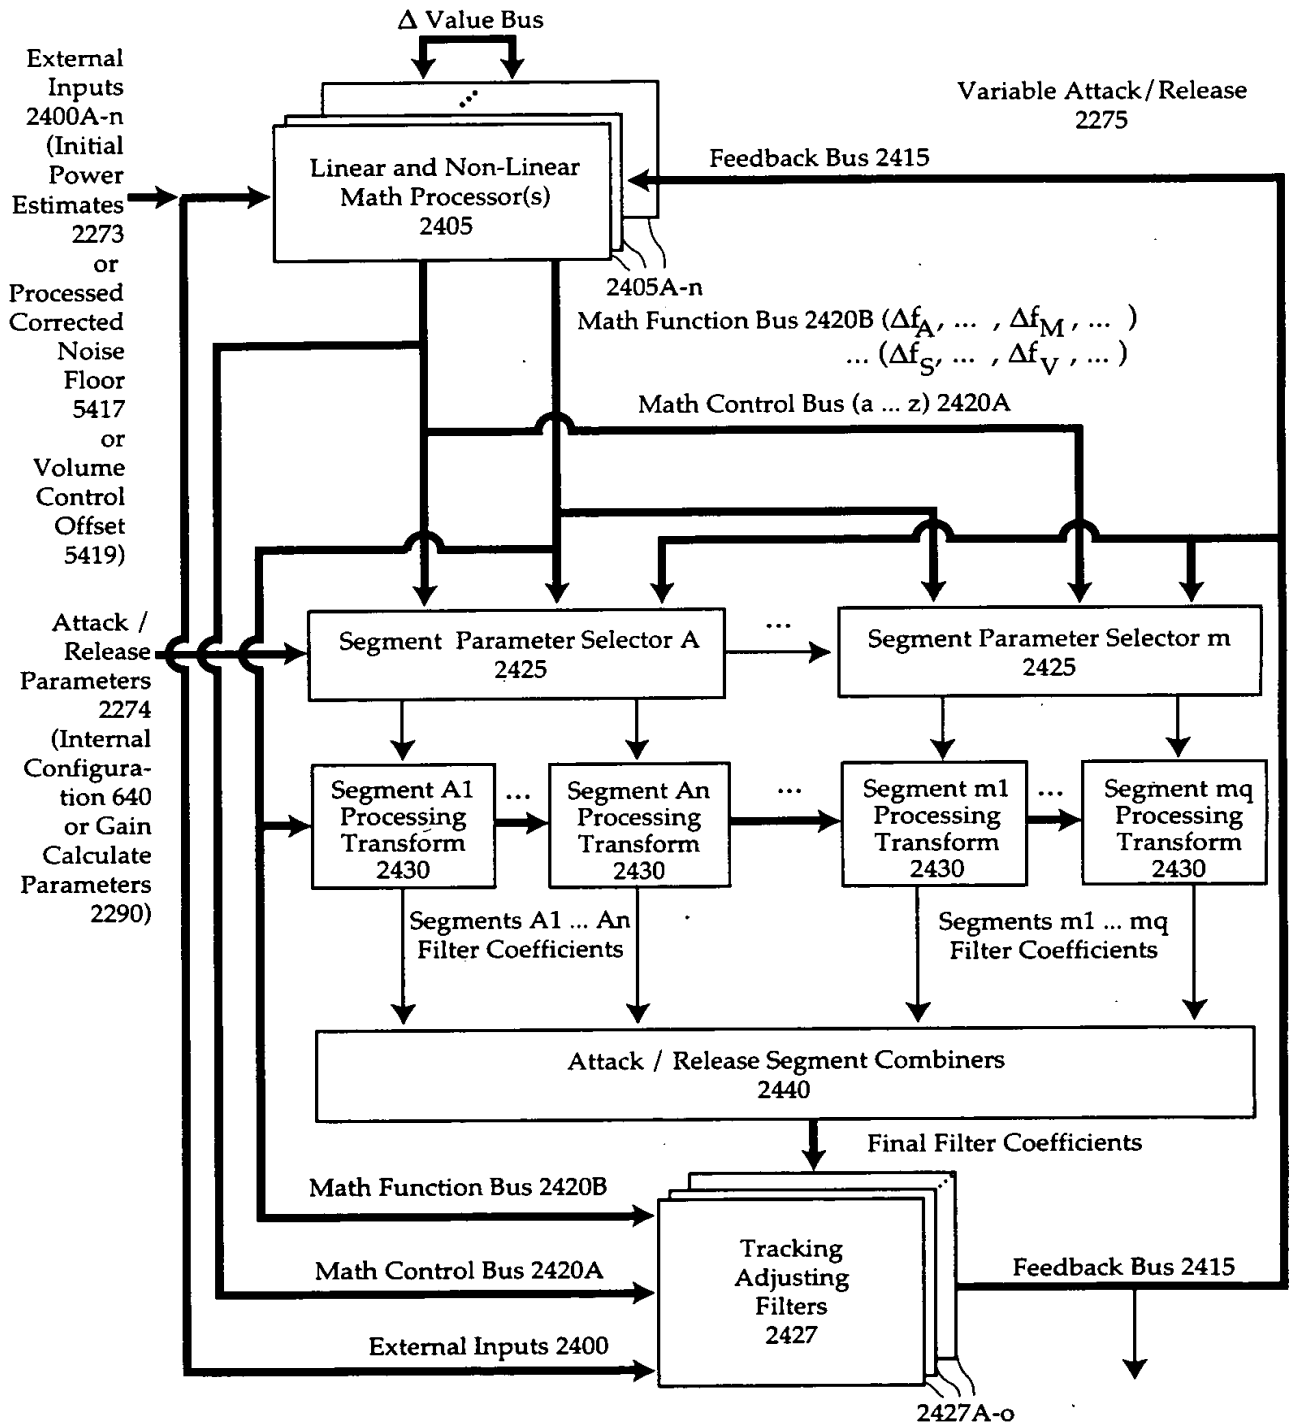 Δ Value Bus
External
Inputs
2400A-n
(Initial
Power
Estimates
2273
or
Processed
Corrected
Noise
Floor
5417
or
Volume
Control
Offset
5419)
Variable Attack/Release
2275
Linear and Non-Linear
Math Processor(s)
2405
Feedback Bus 2415
2405A-n
Math Function Bus 2420B (Δf_A, ... , Δf_M, ... )
... (Δf_S, ... , Δf_V, ... )
Math Control Bus (a ... z) 2420A
Attack /
Release
Parameters
2274
(Internal
Configura-
tion 640
or Gain
Calculate
Parameters
2290)
Segment Parameter Selector A
2425
...
Segment Parameter Selector m
2425
Segment A1
Processing
Transform
2430
...
Segment An
Processing
Transform
2430
...
Segment m1
Processing
Transform
2430
...
Segment mq
Processing
Transform
2430
Segments A1 ... An
Filter Coefficients
Segments m1 ... mq
Filter Coefficients
Attack / Release Segment Combiners
2440
Final Filter Coefficients
Math Function Bus 2420B
Math Control Bus 2420A
External Inputs 2400
Tracking
Adjusting
Filters
2427
Feedback Bus 2415
2427A-o